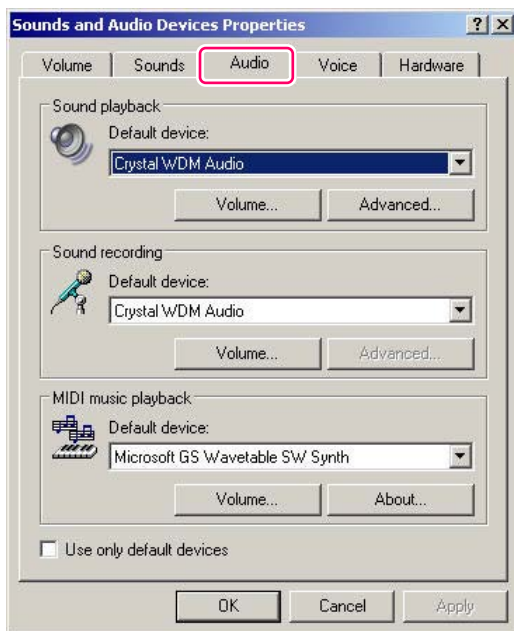 Sounds and Audio Devices Properties
Volume Sounds Audio Voice Hardware
Sound playback
Default device:
Crystal WDM Audio
Volume... Advanced...
Sound recording
Default device:
Crystal WDM Audio
Volume... Advanced...
MIDI music playback
Default device:
Microsoft GS Wavetable SW Synth
Volume... About...
Use only default devices
OK Cancel Apply